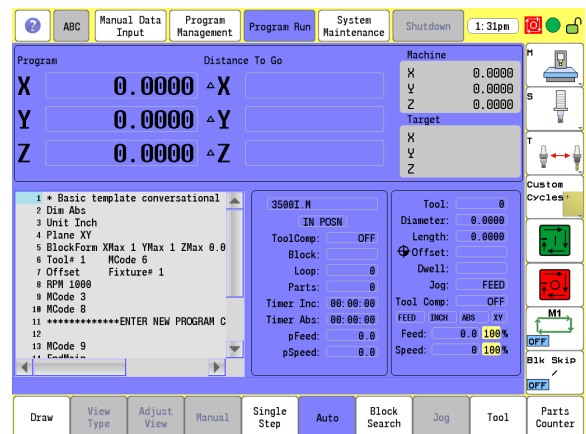 ?
ABC
Manual Data Input
Program Management
Program Run
System Maintenance
Shutdown
1:31pm
Program
Distance To Go
X 0.0000 ΔX
Y 0.0000 ΔY
Z 0.0000 ΔZ
Machine
X 0.0000
Y 0.0000
Z 0.0000
Target
X
Y
Z
M
S
T
Custom
Cycles+
M1
OFF
Blk Skip
/
OFF
1 * Basic template conversational
2 Dim Abs
3 Unit Inch
4 Plane XY
5 BlockForm XMax 1 YMax 1 ZMax 0.0
6 Tool# 1 MCode 6
7 Offset Fixture# 1
8 RPM 1000
9 MCode 3
10 MCode 8
11 *************ENTER NEW PROGRAM C
12
13 MCode 9
14 EndMain
3500I.M
IN POSN
ToolComp: OFF
Block:
Loop: 0
Parts: 0
Timer Inc: 00:00:00
Timer Abs: 00:00:00
pFeed: 0.0
pSpeed: 0.0
Tool: 0
Diameter: 0.0000
Length: 0.0000
Offset:
Dwell:
Jog: FEED
Tool Comp: OFF
FEED INCH ABS XY
Feed: 0.0 100%
Speed: 0 100%
Draw
View Type
Adjust View
Manual
Single Step
Auto
Block Search
Jog
Tool
Parts Counter